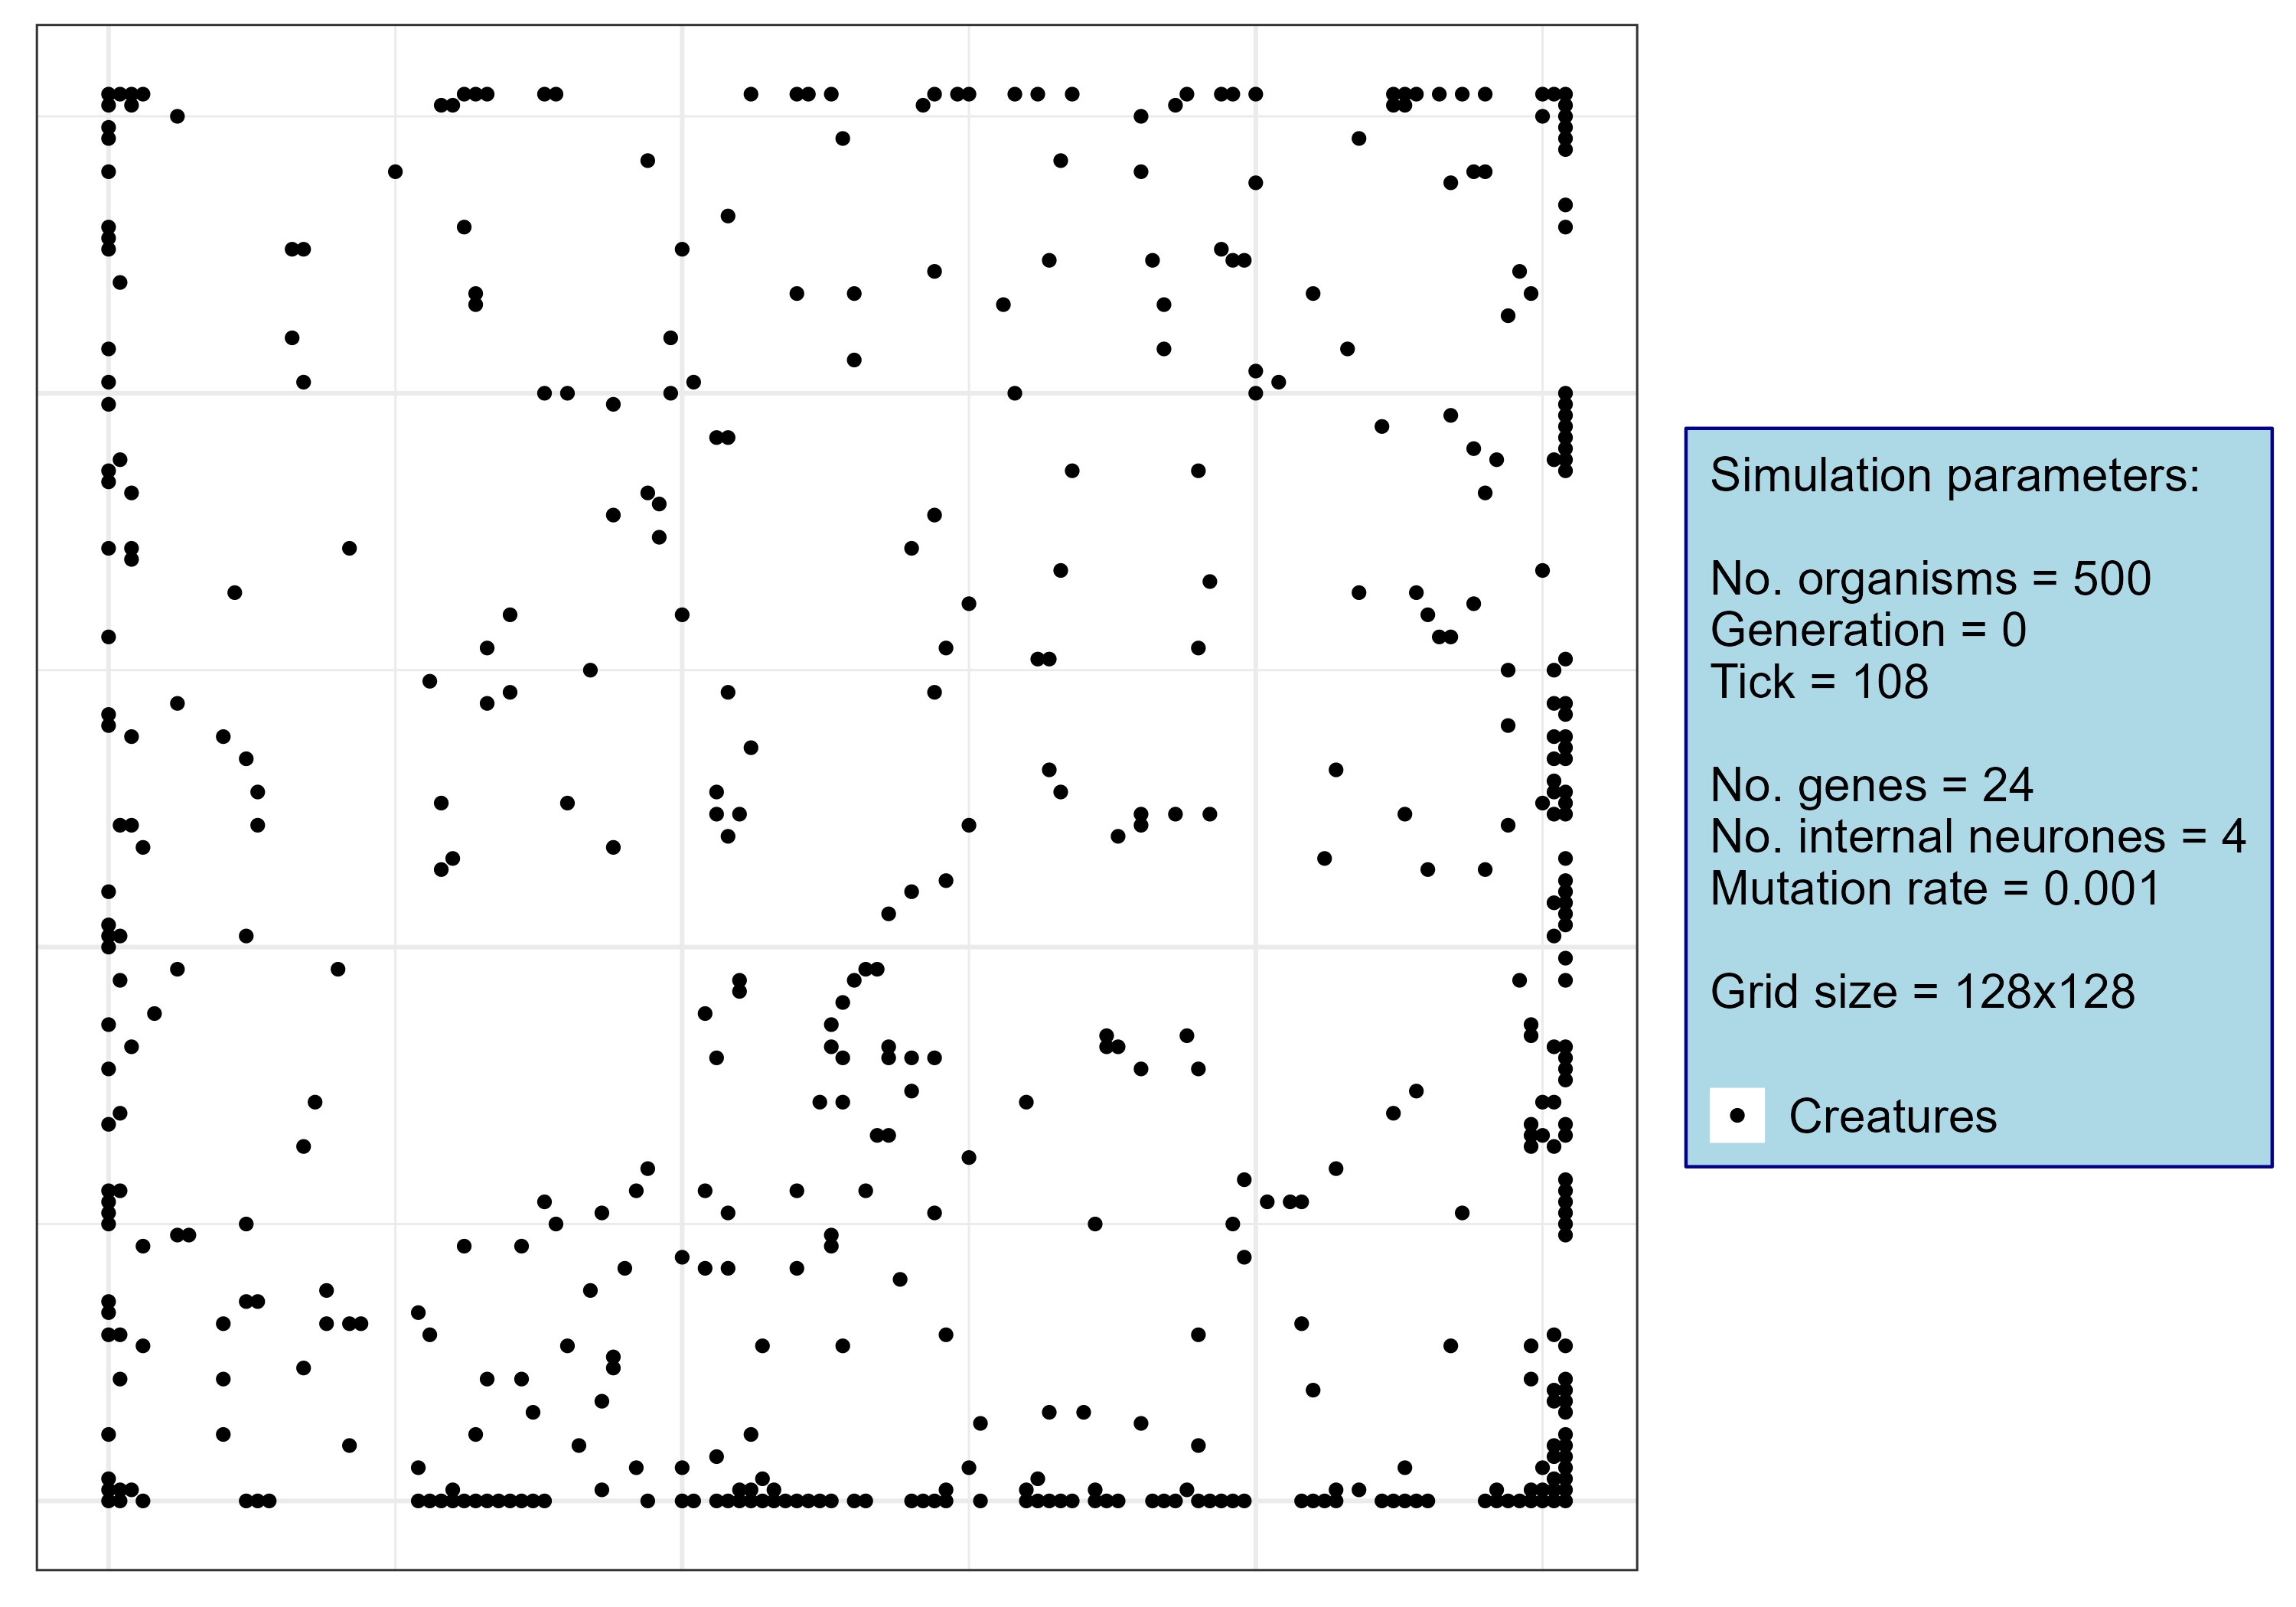 Simulation parameters:
No. organisms = 500
Generation = 0
Tick = 108
No. genes = 24
No. internal neurones = 4
Mutation rate = 0.001
Grid size = 128x128
Creatures